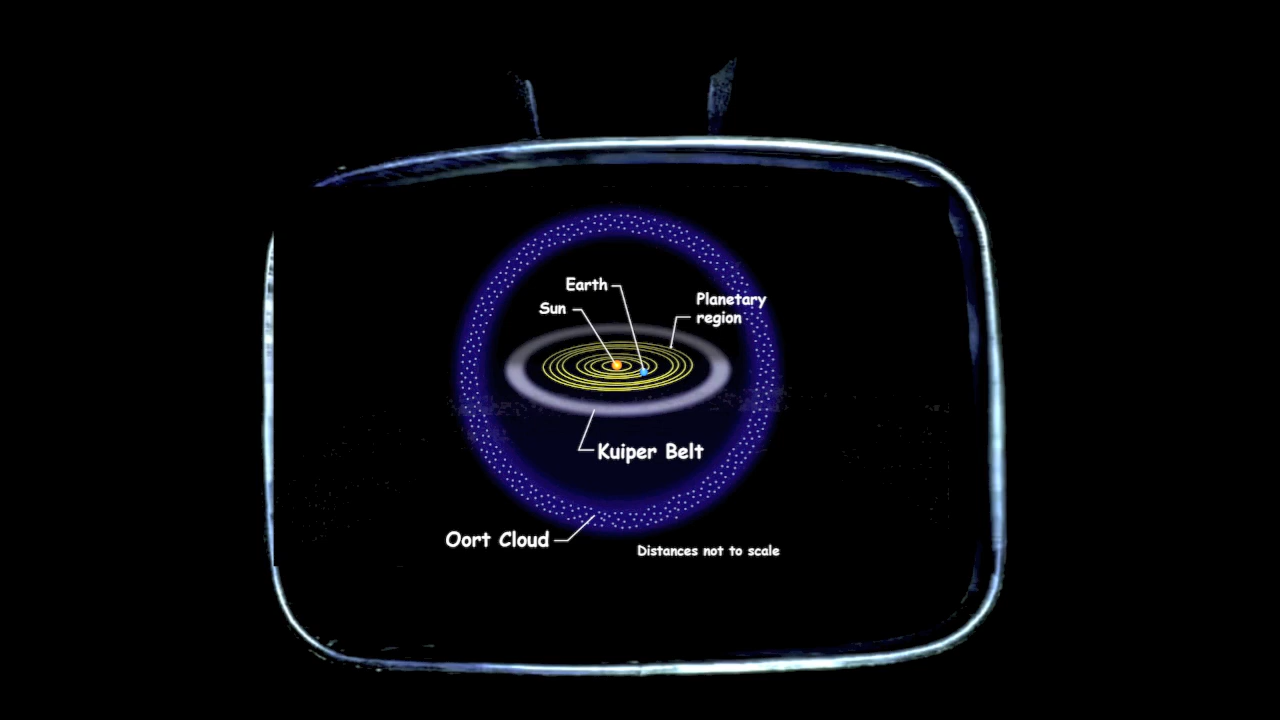 Earth
Sun
Planetary
region
Kuiper Belt
Oort Cloud
Distances not to scale